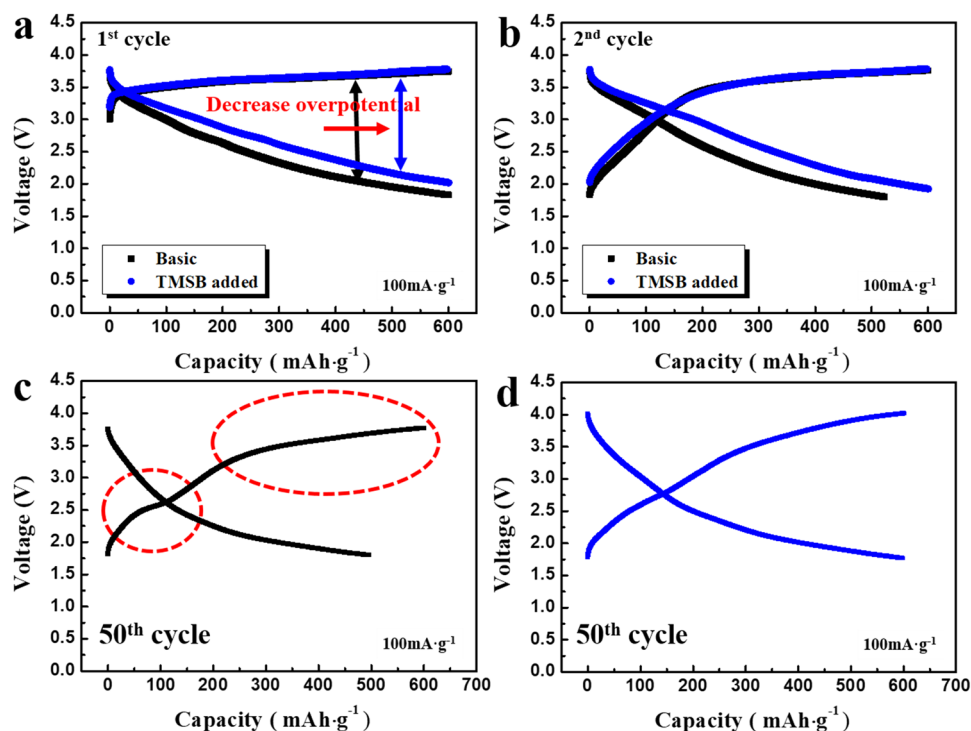 a
1st cycle
4.5
4.0
3.5
3.0
2.5
2.0
1.5
1.0
0.5
0.0
Voltage (V)
Decrease overpotential
Basic
TMSB added
100mA·g-1
0 100 200 300 400 500 600
Capacity ( mAh·g-1)
b
2nd cycle
4.5
4.0
3.5
3.0
2.5
2.0
1.5
1.0
0.5
0.0
Voltage (V)
Basic
TMSB added
100mA·g-1
0 100 200 300 400 500 600
Capacity ( mAh·g-1)
c
4.5
4.0
3.5
3.0
2.5
2.0
1.5
1.0
0.5
0.0
Voltage (V)
50th cycle
100mA·g-1
0 100 200 300 400 500 600 700
Capacity ( mAh·g-1)
d
4.5
4.0
3.5
3.0
2.5
2.0
1.5
1.0
0.5
0.0
Voltage (V)
50th cycle
100mA·g-1
0 100 200 300 400 500 600 700
Capacity ( mAh·g-1)